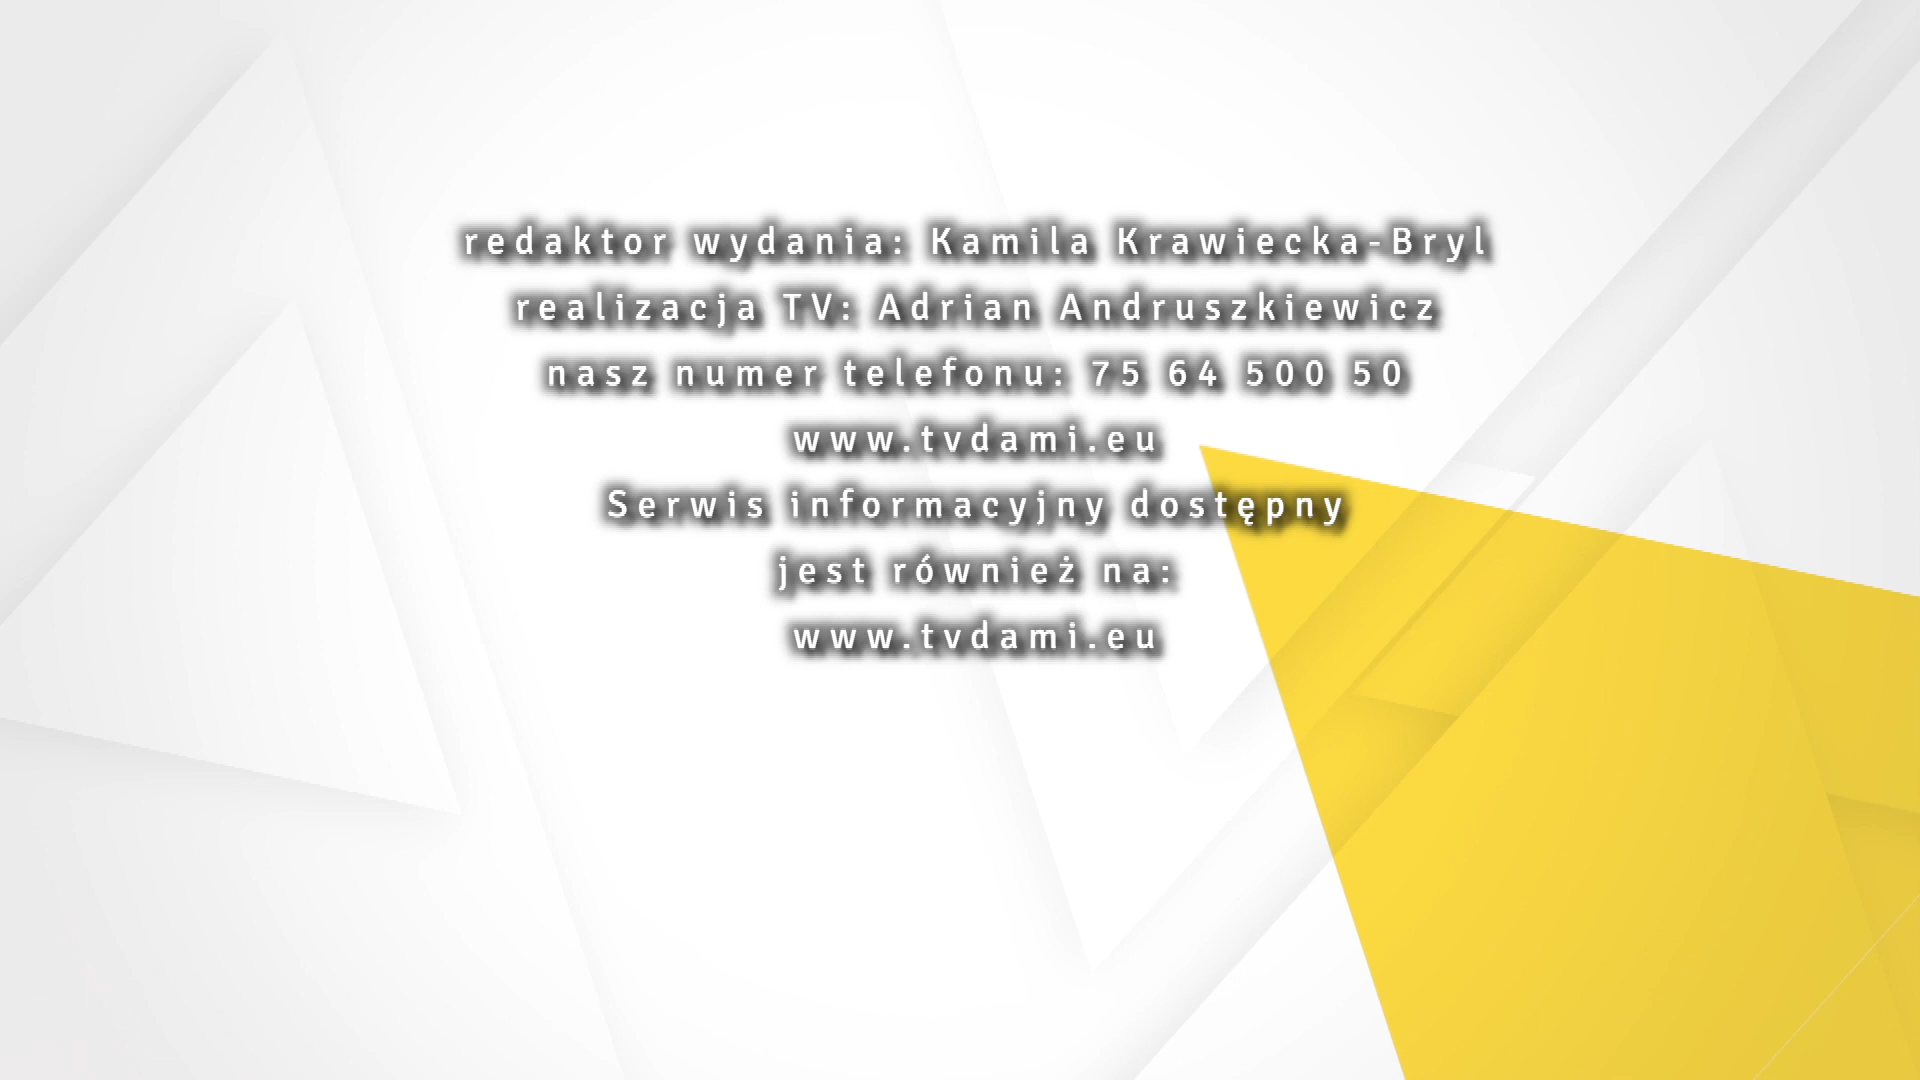 redaktor wydania: Kamila Krawiecka-Bryl
realizacja TV: Adrian Andruszkiewicz
nasz numer telefonu: 75 64 500 50
www.tvdami.eu
Serwis informacyjny dostępny
jest również na:
www.tvdami.eu